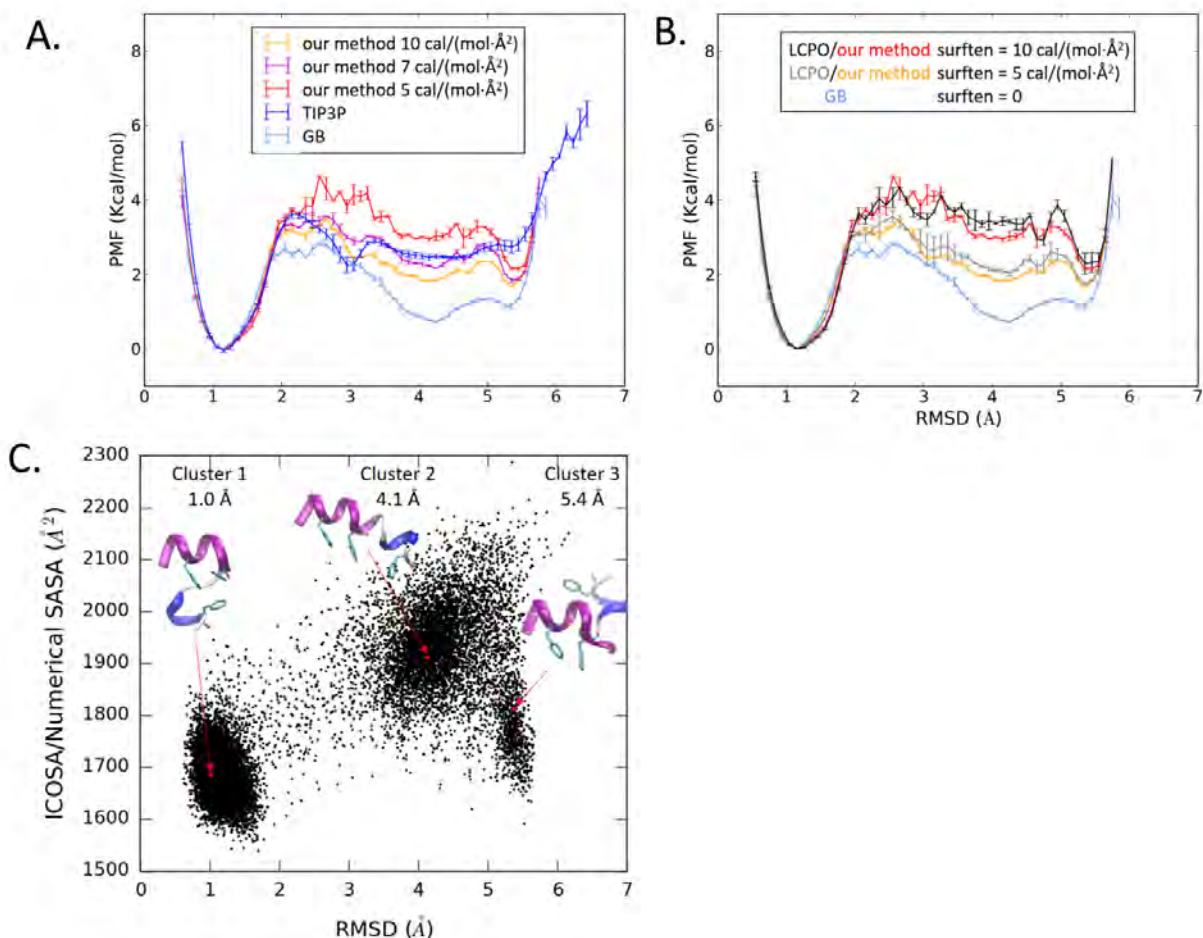 A.
our method 10 cal/(mol·Å²)
our method 7 cal/(mol·Å²)
our method 5 cal/(mol·Å²)
TIP3P
GB
PMF (Kcal/mol)
8
6
4
2
0
0 1 2 3 4 5 6 7
B.
LCPO/our method surften = 10 cal/(mol·Å²)
LCPO/our method surften = 5 cal/(mol·Å²)
GB surften = 0
PMF (Kcal/mol)
8
6
4
2
0
0 1 2 3 4 5 6 7
RMSD (Å)
C.
Cluster 1 Cluster 2 Cluster 3
1.0 Å 4.1 Å 5.4 Å
ICOSA/Numerical SASA (Å²)
2300
2200
2100
2000
1900
1800
1700
1600
1500
0 1 2 3 4 5 6 7
RMSD (Å)